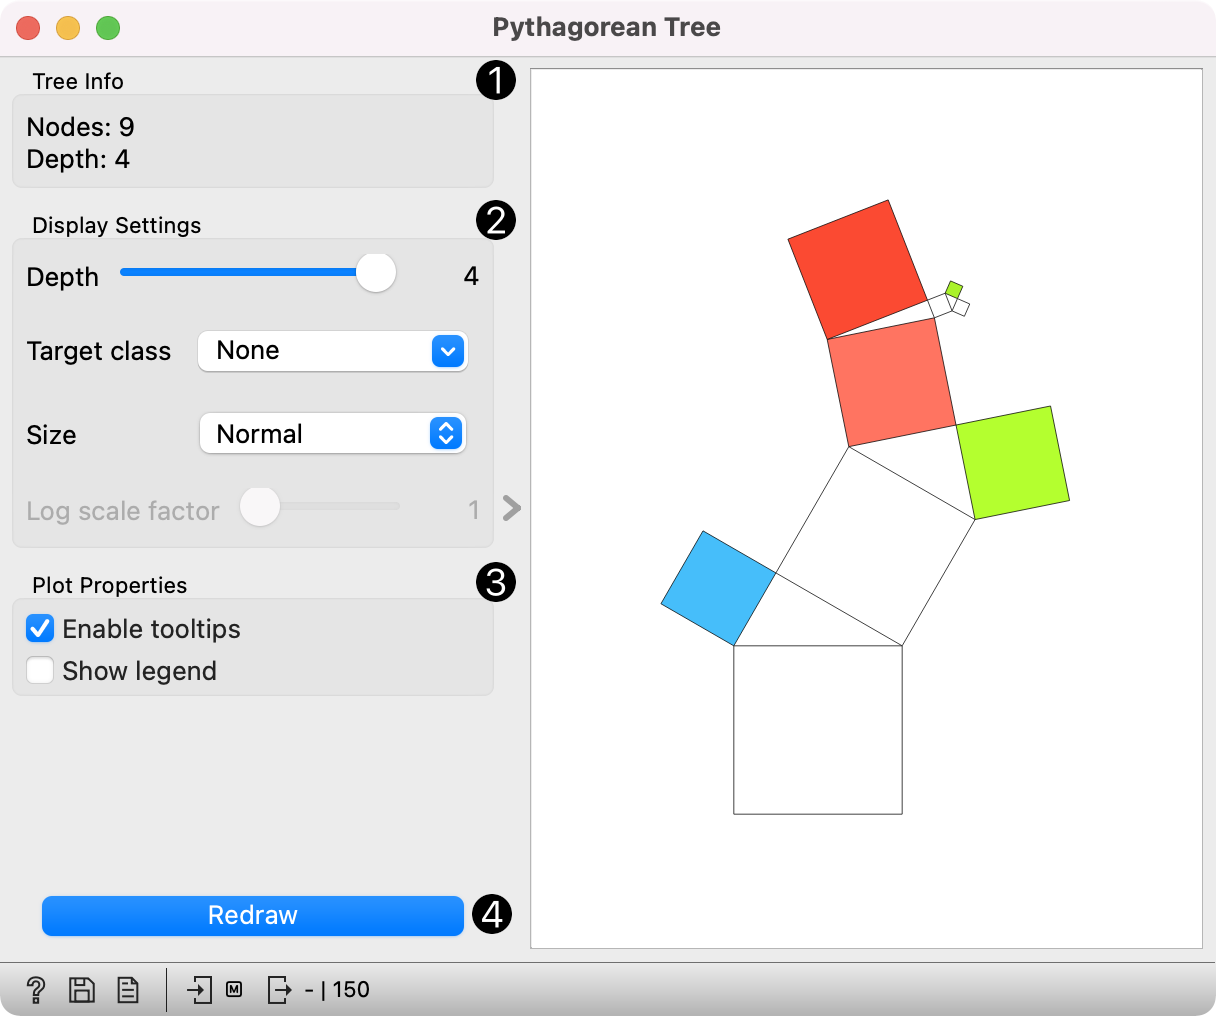 Pythagorean Tree
Tree Info
1
Nodes: 9
Depth: 4
Display Settings
2
Depth 4
Target class None
Size Normal
Log scale factor 1
Plot Properties
3
Enable tooltips
Show legend
Redraw
4
? M - | 150